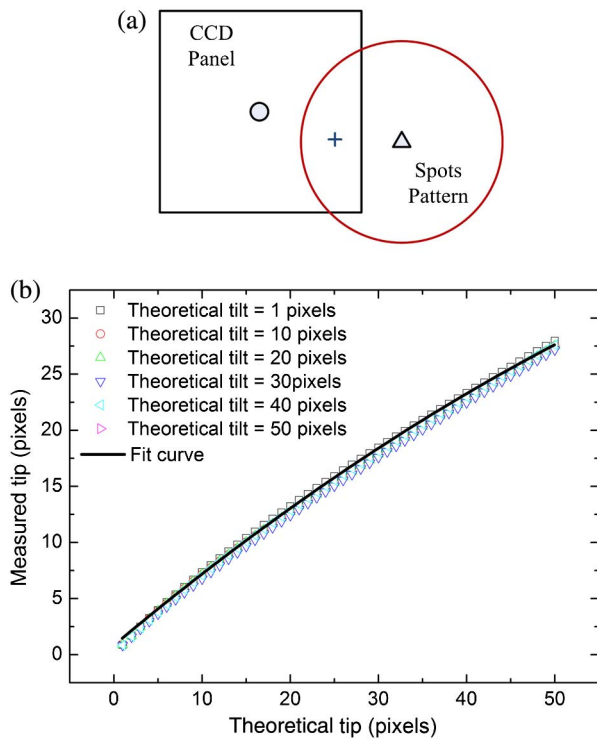 (a)
CCD
Panel
Spots
Pattern
(b)
Theoretical tilt = 1 pixels
Theoretical tilt = 10 pixels
Theoretical tilt = 20 pixels
Theoretical tilt = 30pixels
Theoretical tilt = 40 pixels
Theoretical tilt = 50 pixels
Fit curve
30
25
20
15
10
5
0
Measured tip (pixels)
0 10 20 30 40 50
Theoretical tip (pixels)